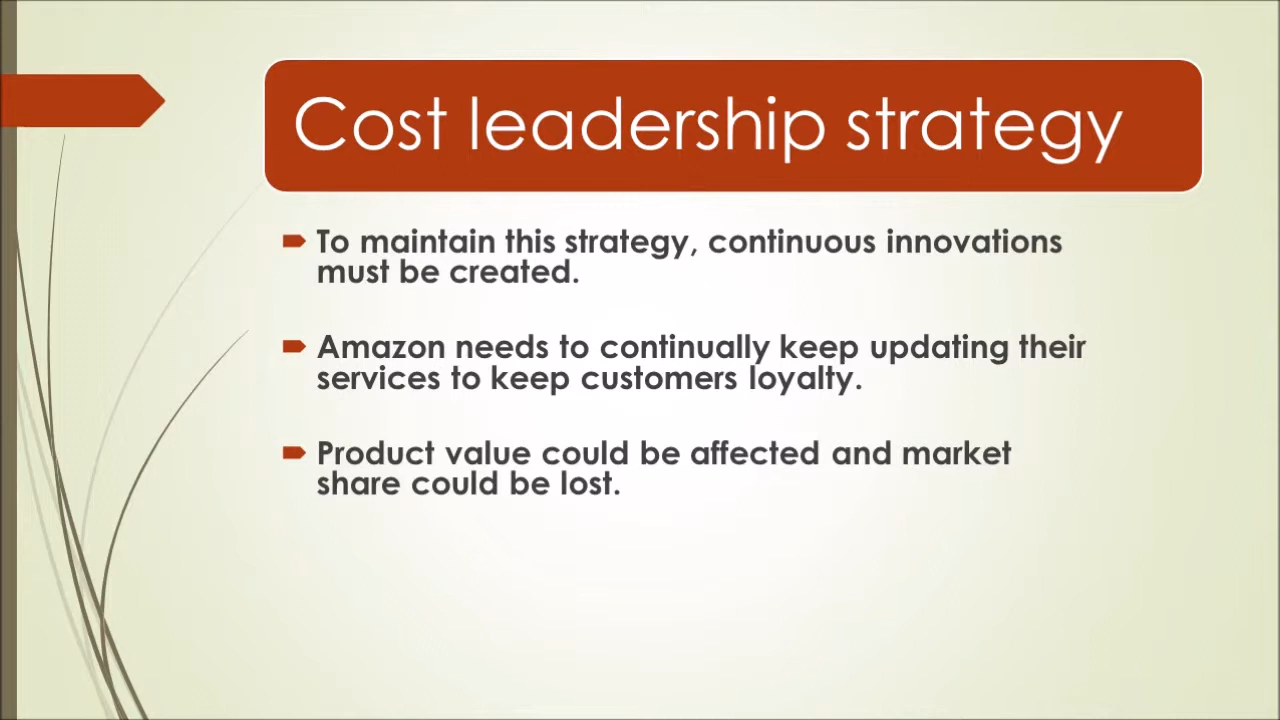 Cost leadership strategy
To maintain this strategy, continuous innovations
must be created.
Amazon needs to continually keep updating their
services to keep customers loyalty.
Product value could be affected and market
share could be lost.